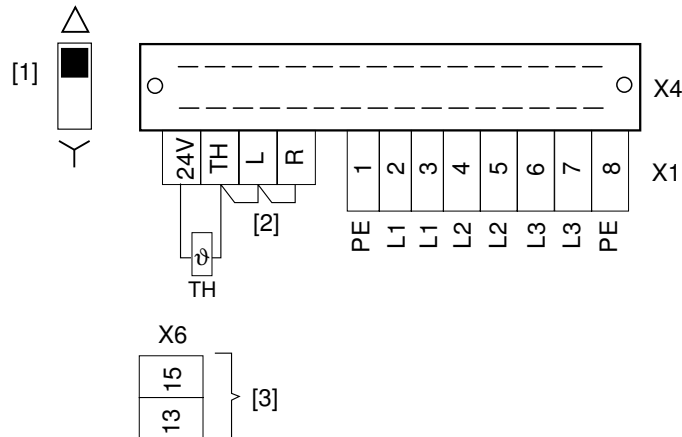 [1]
X4
24V TH L R 1 2 3 4 5 6 7 8 X1
[2]
PE L1 L1 L2 L2 L3 L3 PE
ϑ
TH
X6
15
[3]
13